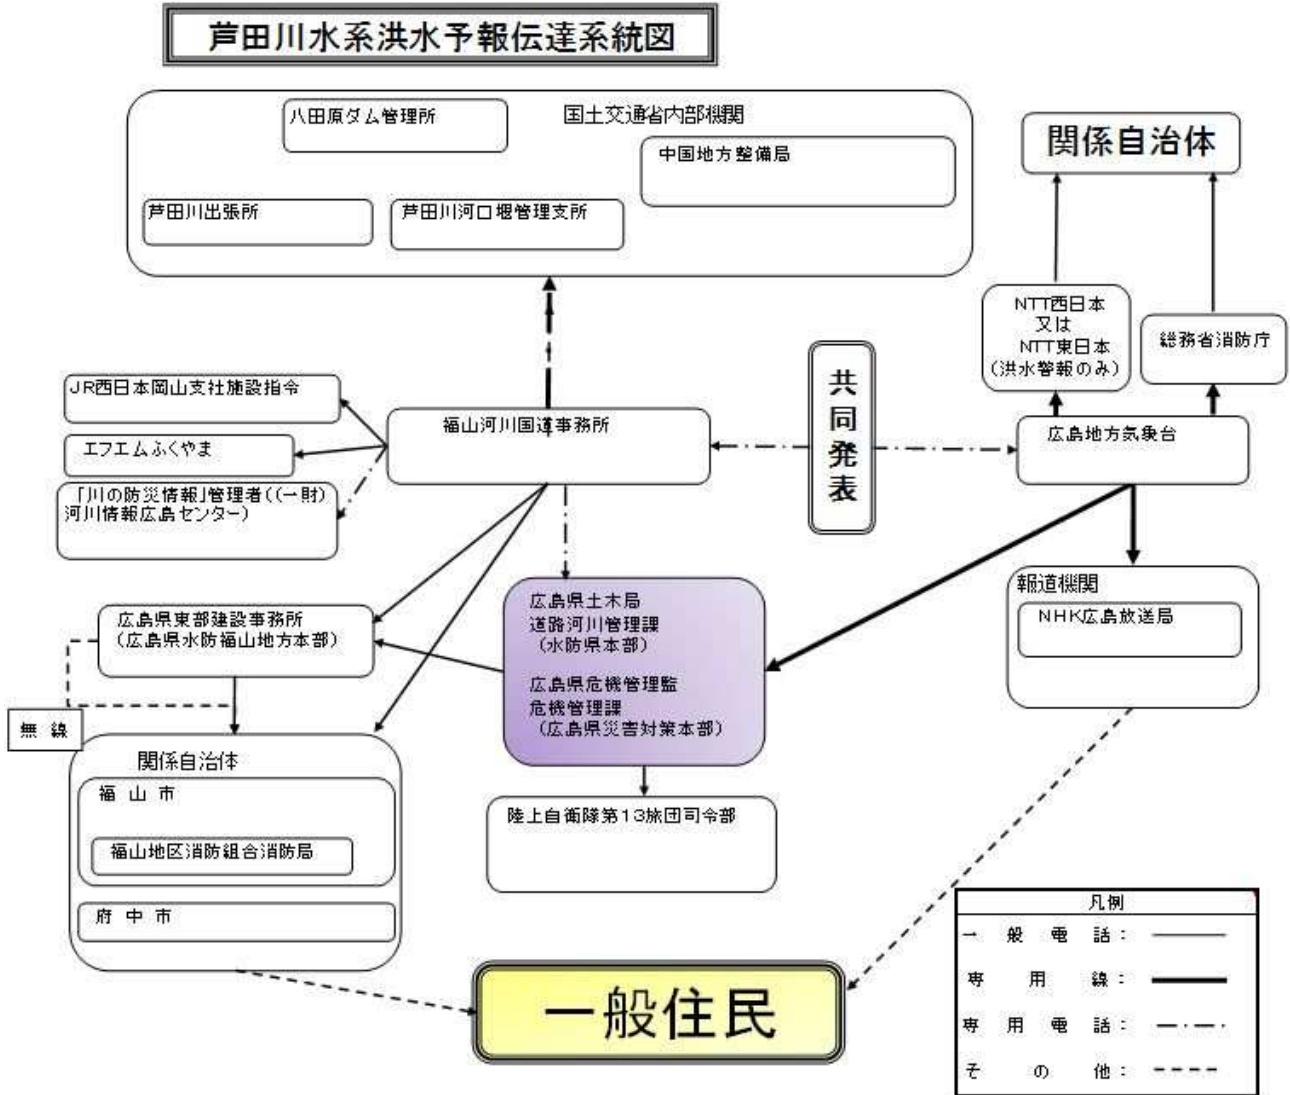 芦田川水系洪水予報伝達系統図
国土交通省内部機関
八田原ダム管理所
中国地方整備局
芦田川出張所
芦田川河口堰管理支所
関係自治体
NTT西日本
又は
NTT東日本
(洪水警報のみ)
総務省消防庁
共同発表
JR西日本岡山支社施設指令
エフエムふくやま
「川の防災情報」管理者((一財)
河川情報広島センター)
福山河川国道事務所
広島地方気象台
広島県東部建設事務所
(広島県水防福山地方本部)
広島県土木局
道路河川管理課
(水防県本部)
広島県危機管理監
危機管理課
(広島県災害対策本部)
報道機関
NHK広島放送局
無 線
関係自治体
福 山 市
福山地区消防組合消防局
府 中 市
陸上自衛隊第13旅団司令部
一般住民
凡例
一 般 電 話 :
専 用 線 :
専 用 電 話 :
そ の 他 :